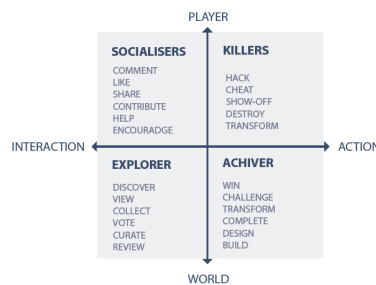 PLAYER
SOCIALISERS
COMMENT
LIKE
SHARE
CONTRIBUTE
HELP
ENCOURADGE
KILLERS
HACK
CHEAT
SHOW-OFF
DESTROY
TRANSFORM
INTERACTION
ACTION
EXPLORER
DISCOVER
VIEW
COLLECT
VOTE
CURATE
REVIEW
ACHIVER
WIN
CHALLENGE
TRANSFORM
COMPLETE
DESIGN
BUILD
WORLD